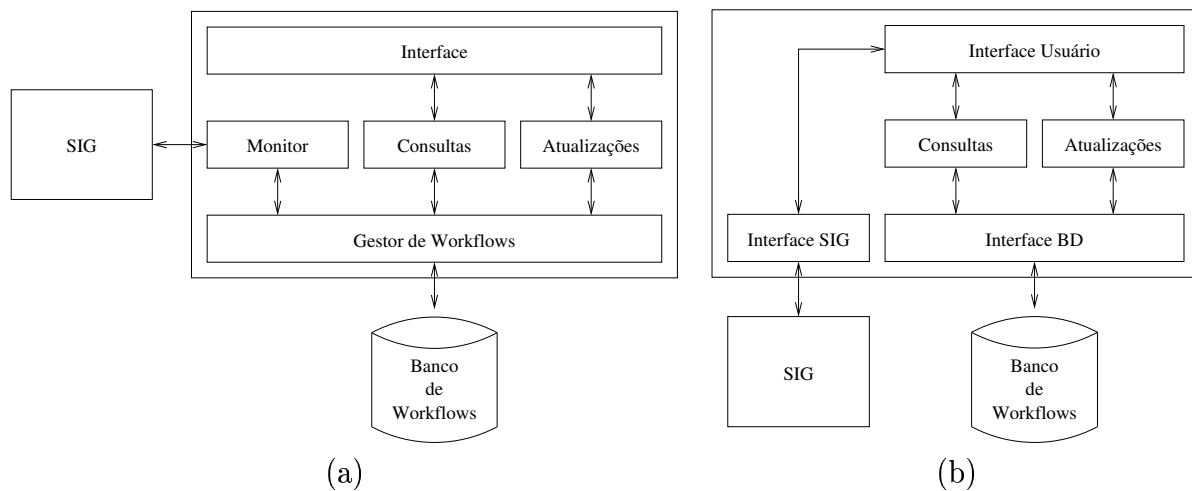 Interface
SIG
Monitor
Consultas
Atualizações
Gestor de Workflows
Banco
de
Workflows
(a)
Interface Usuário
Consultas
Atualizações
Interface SIG
Interface BD
SIG
Banco
de
Workflows
(b)